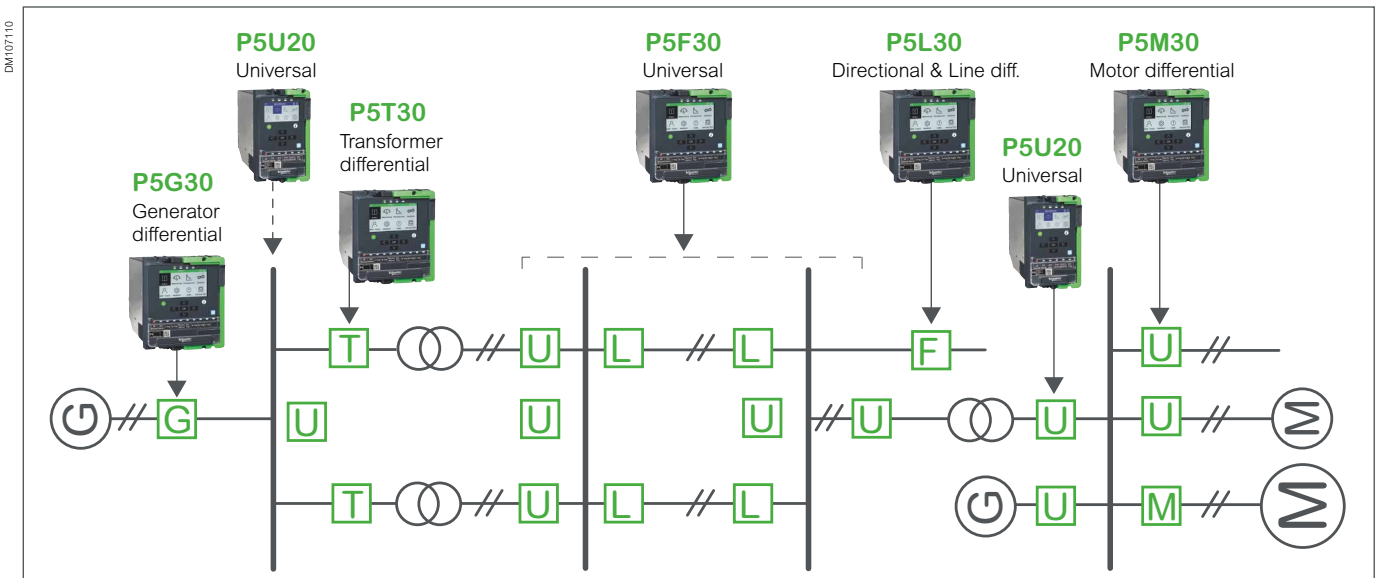 DM107110
P5U20
Universal
P5F30
Universal
P5L30
Directional & Line diff.
P5M30
Motor differential
P5T30
Transformer
differential
P5U20
Universal
P5G30
Generator
differential
T
U
L
L
F
U
G
G
U
U
U
U
U
U
M
T
U
L
L
G
U
M
M